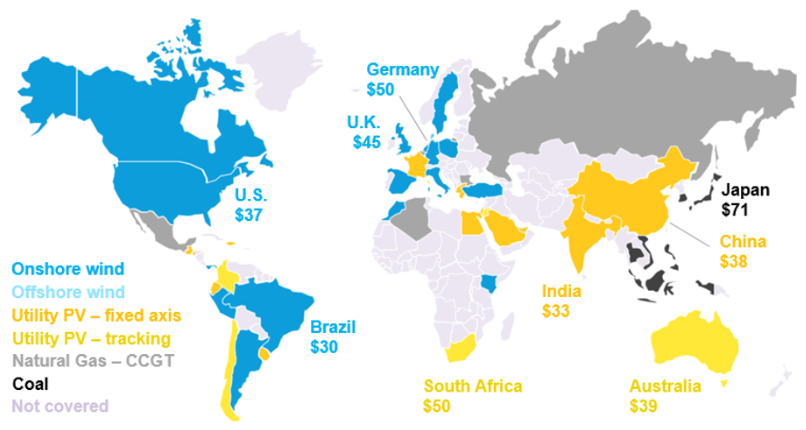 Germany
$50
U.K.
$45
U.S.
$37
Japan
$71
China
$38
Onshore wind
Offshore wind
Utility PV – fixed axis
Utility PV – tracking
Natural Gas – CCGT
Coal
Not covered
India
$33
Brazil
$30
South Africa
$50
Australia
$39